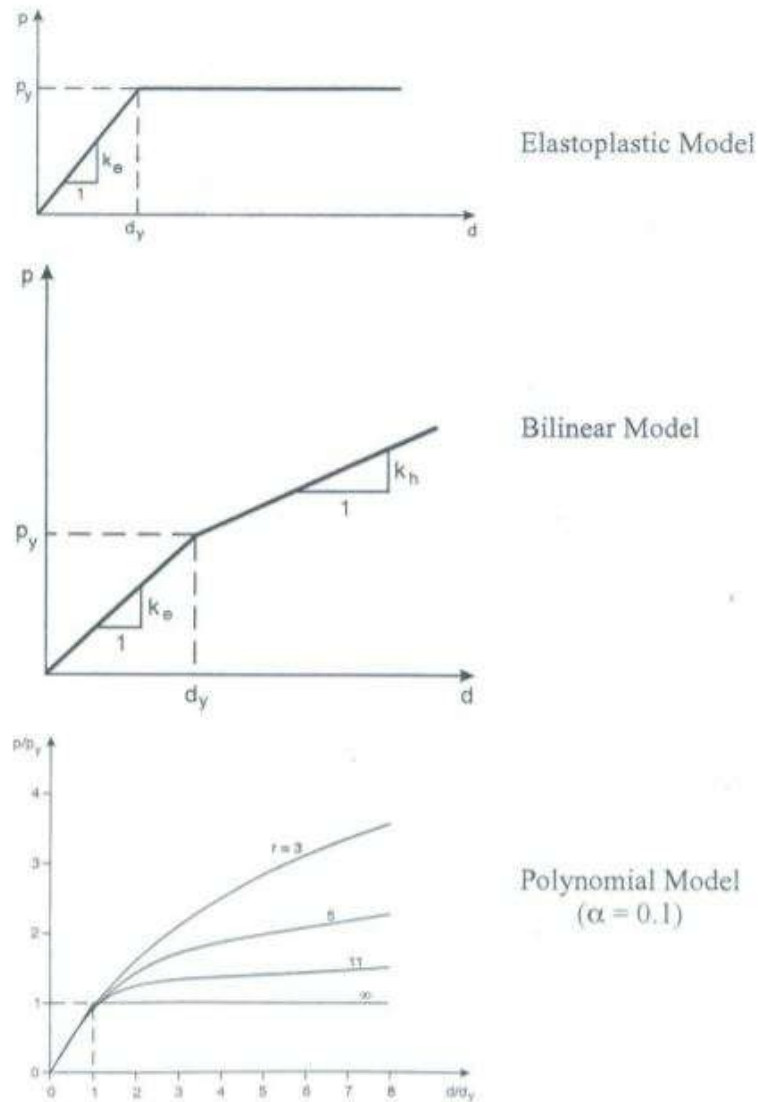 p
p_y
k_e
1
d_y
d
Elastoplastic Model
p
Bilinear Model
k_h
1
p_y
k_e
1
d_y
d
p/p_y
4
r = 3
3
Polynomial Model
(α = 0.1)
5
2
11
1
∞
0
0 1 2 3 4 5 6 7 8 d/d_y